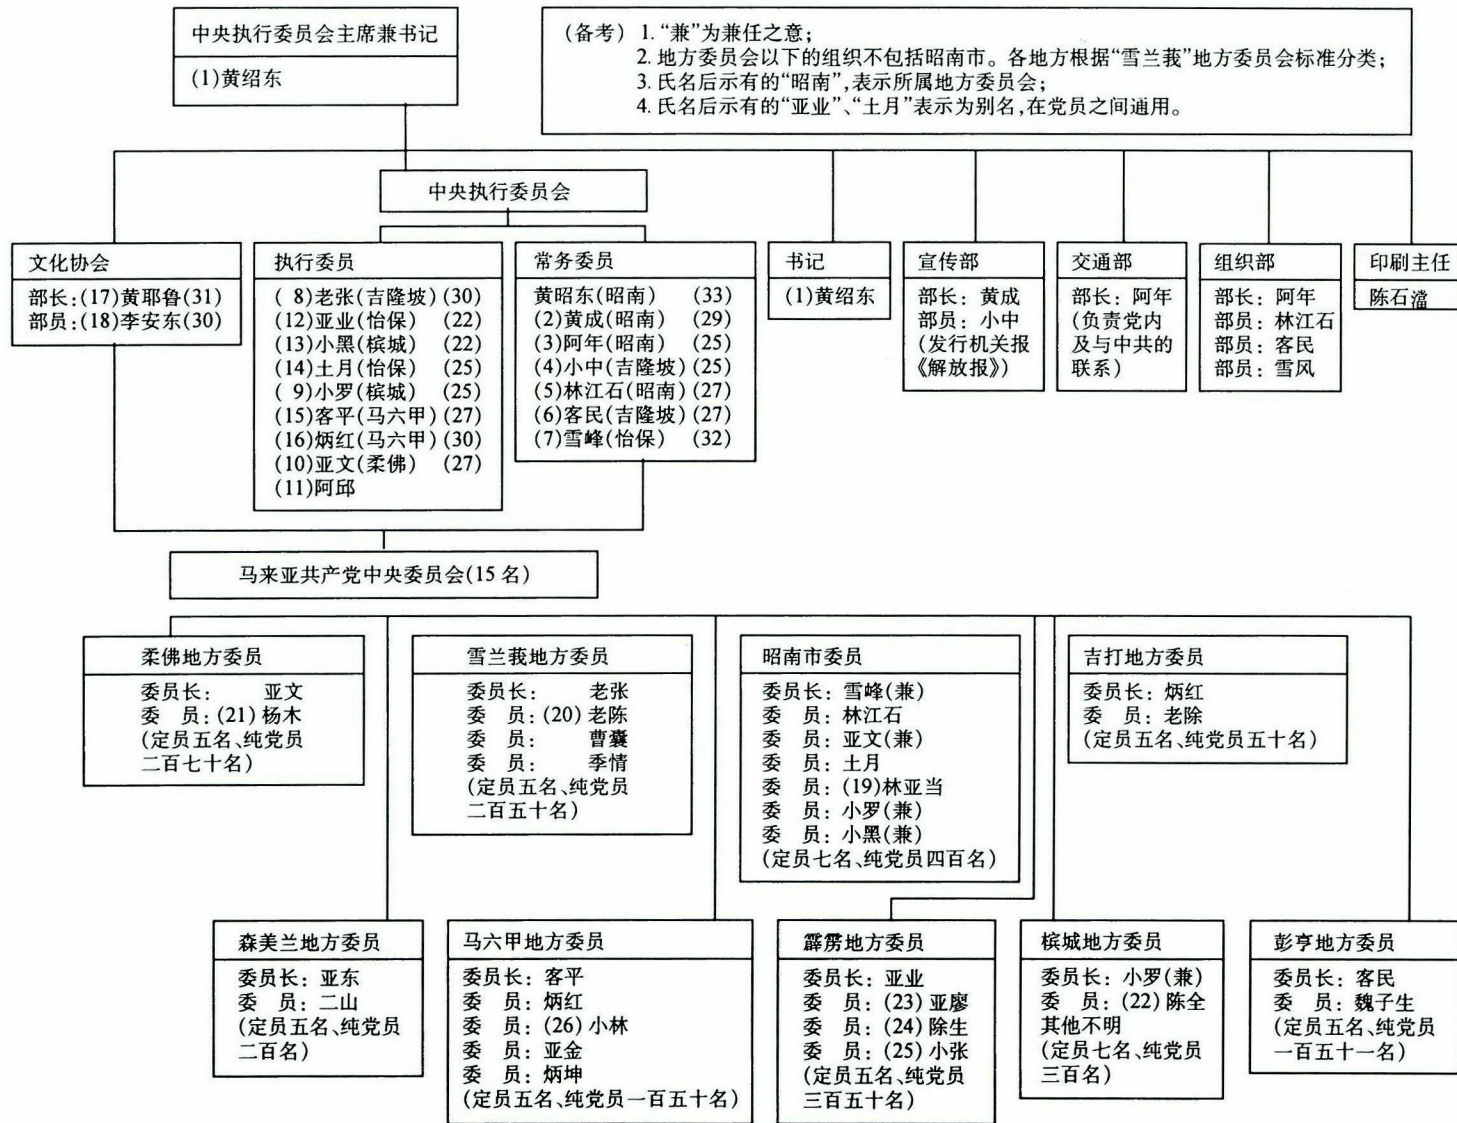 中央执行委员会主席兼书记
(1)黄绍东
(备考) 1. “兼”为兼任之意；
2. 地方委员会以下的组织不包括昭南市。各地方根据“雪兰莪”地方委员会标准分类；
3. 氏名后示有的“昭南”,表示所属地方委员会；
4. 氏名后示有的“亚业”、“土月”表示为别名,在党员之间通用。
中央执行委员会
文化协会
部长:(17)黄耶鲁(31)
部员:(18)李安东(30)
执行委员
( 8)老张(吉隆坡)(30)
(12)亚业(怡保) (22)
(13)小黑(槟城) (22)
(14)土月(怡保) (25)
( 9)小罗(槟城) (25)
(15)客平(马六甲)(27)
(16)炳红(马六甲)(30)
(10)亚文(柔佛) (27)
(11)阿邱
常务委员
黄昭东(昭南) (33)
(2)黄成(昭南) (29)
(3)阿年(昭南) (25)
(4)小中(吉隆坡)(25)
(5)林江石(昭南)(27)
(6)客民(吉隆坡)(27)
(7)雪峰(怡保) (32)
书记
(1)黄绍东
宣传部
部长: 黄成
部员: 小中
(发行机关报
《解放报》)
交通部
部长: 阿年
(负责党内
及与中共的
联系)
组织部
部长: 阿年
部员: 林江石
部员: 客民
部员: 雪风
印刷主任
陈石澢
马来亚共产党中央委员会(15 名)
柔佛地方委员
委员长: 亚文
委 员: (21) 杨木
(定员五名、纯党员
二百七十名)
雪兰莪地方委员
委员长: 老张
委 员: (20) 老陈
委 员: 曹囊
委 员: 季情
(定员五名、纯党员
二百五十名)
昭南市委员
委员长: 雪峰(兼)
委 员: 林江石
委 员: 亚文(兼)
委 员: 土月
委 员: (19)林亚当
委 员: 小罗(兼)
委 员: 小黑(兼)
(定员七名、纯党员四百名)
吉打地方委员
委员长: 炳红
委 员: 老除
(定员五名、纯党员五十名)
森美兰地方委员
委员长: 亚东
委 员: 二山
(定员五名、纯党员
二百名)
马六甲地方委员
委员长: 客平
委 员: 炳红
委 员: (26) 小林
委 员: 亚金
委 员: 炳坤
(定员五名、纯党员一百五十名)
霹雳地方委员
委员长: 亚业
委 员: (23) 亚廖
委 员: (24) 除生
委 员: (25) 小张
(定员五名、纯党员
三百五十名)
槟城地方委员
委员长: 小罗(兼)
委 员: (22) 陈全
其他不明
(定员七名、纯党员
三百名)
彭亨地方委员
委员长: 客民
委 员: 魏子生
(定员五名、纯党员
一百五十一名)